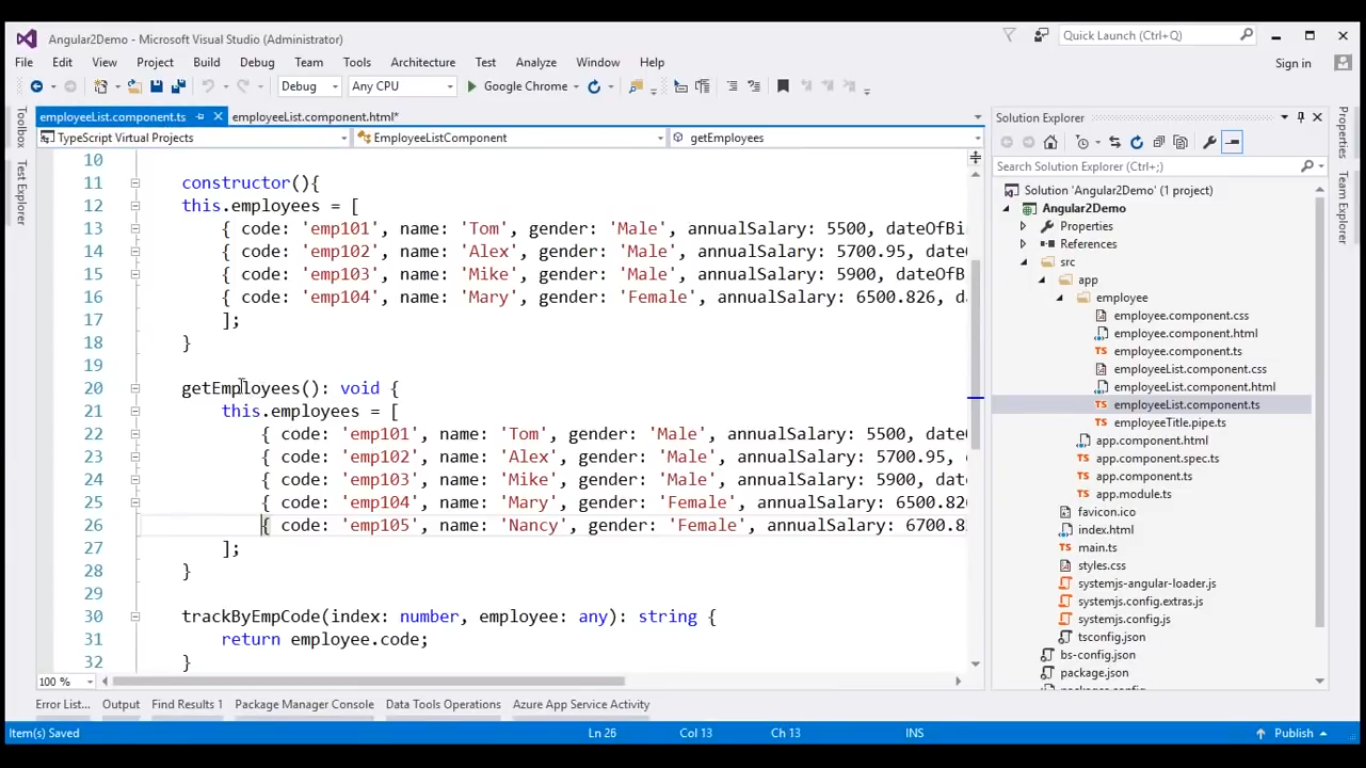 Angular2Demo - Microsoft Visual Studio (Administrator)
Quick Launch (Ctrl+Q)
File Edit View Project Build Debug Team Tools Architecture Test Analyze Window Help
Sign in
Debug Any CPU Google Chrome
Toolbox
Test Explorer
employeeList.component.ts employeeList.component.html*
TypeScript Virtual Projects EmployeeListComponent getEmployees
10
11 constructor(){
12 this.employees = [
13 { code: 'emp101', name: 'Tom', gender: 'Male', annualSalary: 5500, dateOfBi
14 { code: 'emp102', name: 'Alex', gender: 'Male', annualSalary: 5700.95, date
15 { code: 'emp103', name: 'Mike', gender: 'Male', annualSalary: 5900, dateOfB
16 { code: 'emp104', name: 'Mary', gender: 'Female', annualSalary: 6500.826, d
17 ];
18 }
19
20 getEmployees(): void {
21 this.employees = [
22 { code: 'emp101', name: 'Tom', gender: 'Male', annualSalary: 5500, date
23 { code: 'emp102', name: 'Alex', gender: 'Male', annualSalary: 5700.95,
24 { code: 'emp103', name: 'Mike', gender: 'Male', annualSalary: 5900, dat
25 { code: 'emp104', name: 'Mary', gender: 'Female', annualSalary: 6500.826
26 { code: 'emp105', name: 'Nancy', gender: 'Female', annualSalary: 6700.8
27 ];
28 }
29
30 trackByEmpCode(index: number, employee: any): string {
31 return employee.code;
32 }
100 %
Solution Explorer
Search Solution Explorer (Ctrl+;)
Solution 'Angular2Demo' (1 project)
Angular2Demo
Properties
References
src
app
employee
employee.component.css
employee.component.html
TS employee.component.ts
employeeList.component.css
employeeList.component.html
TS employeeList.component.ts
TS employeeTitle.pipe.ts
app.component.html
TS app.component.spec.ts
TS app.component.ts
TS app.module.ts
favicon.ico
index.html
TS main.ts
styles.css
systemjs-angular-loader.js
systemjs.config.extras.js
systemjs.config.js
tsconfig.json
bs-config.json
package.json
Properties
Team Explorer
Error List... Output Find Results 1 Package Manager Console Data Tools Operations Azure App Service Activity
Item(s) Saved Ln 26 Col 13 Ch 13 INS Publish